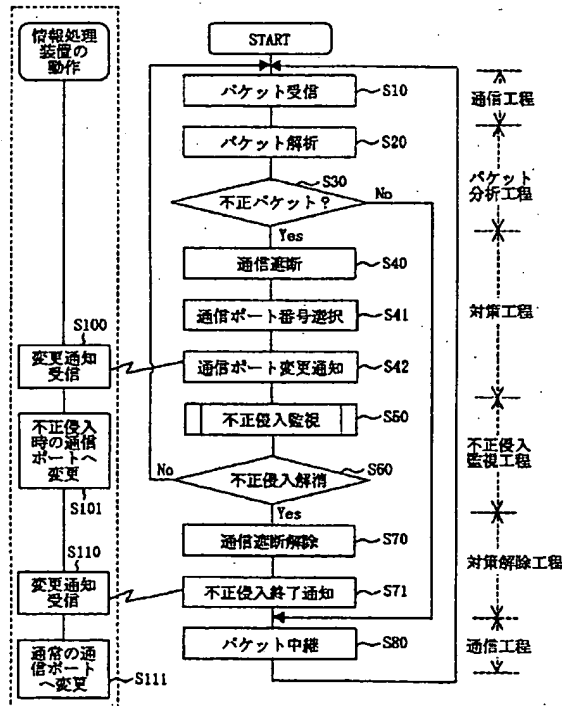 情報処理
装置の
動作
START
パケット受信
S10
通信工程
パケット解析
S20
S30
不正パケット?
No
Yes
パケット
分析工程
通信遮断
S40
通信ポート番号選択
S41
対策工程
S100
変更通知
受信
通信ポート変更通知
S42
不正侵入監視
S50
不正侵入
時の通信
ポートへ
変更
S101
No
S60
不正侵入解消
Yes
不正侵入
監視工程
通信遮断解除
S70
対策解除工程
S110
変更通知
受信
不正侵入終了通知
S71
パケット中継
S80
通信工程
通常の通
信ポート
へ変更
S111